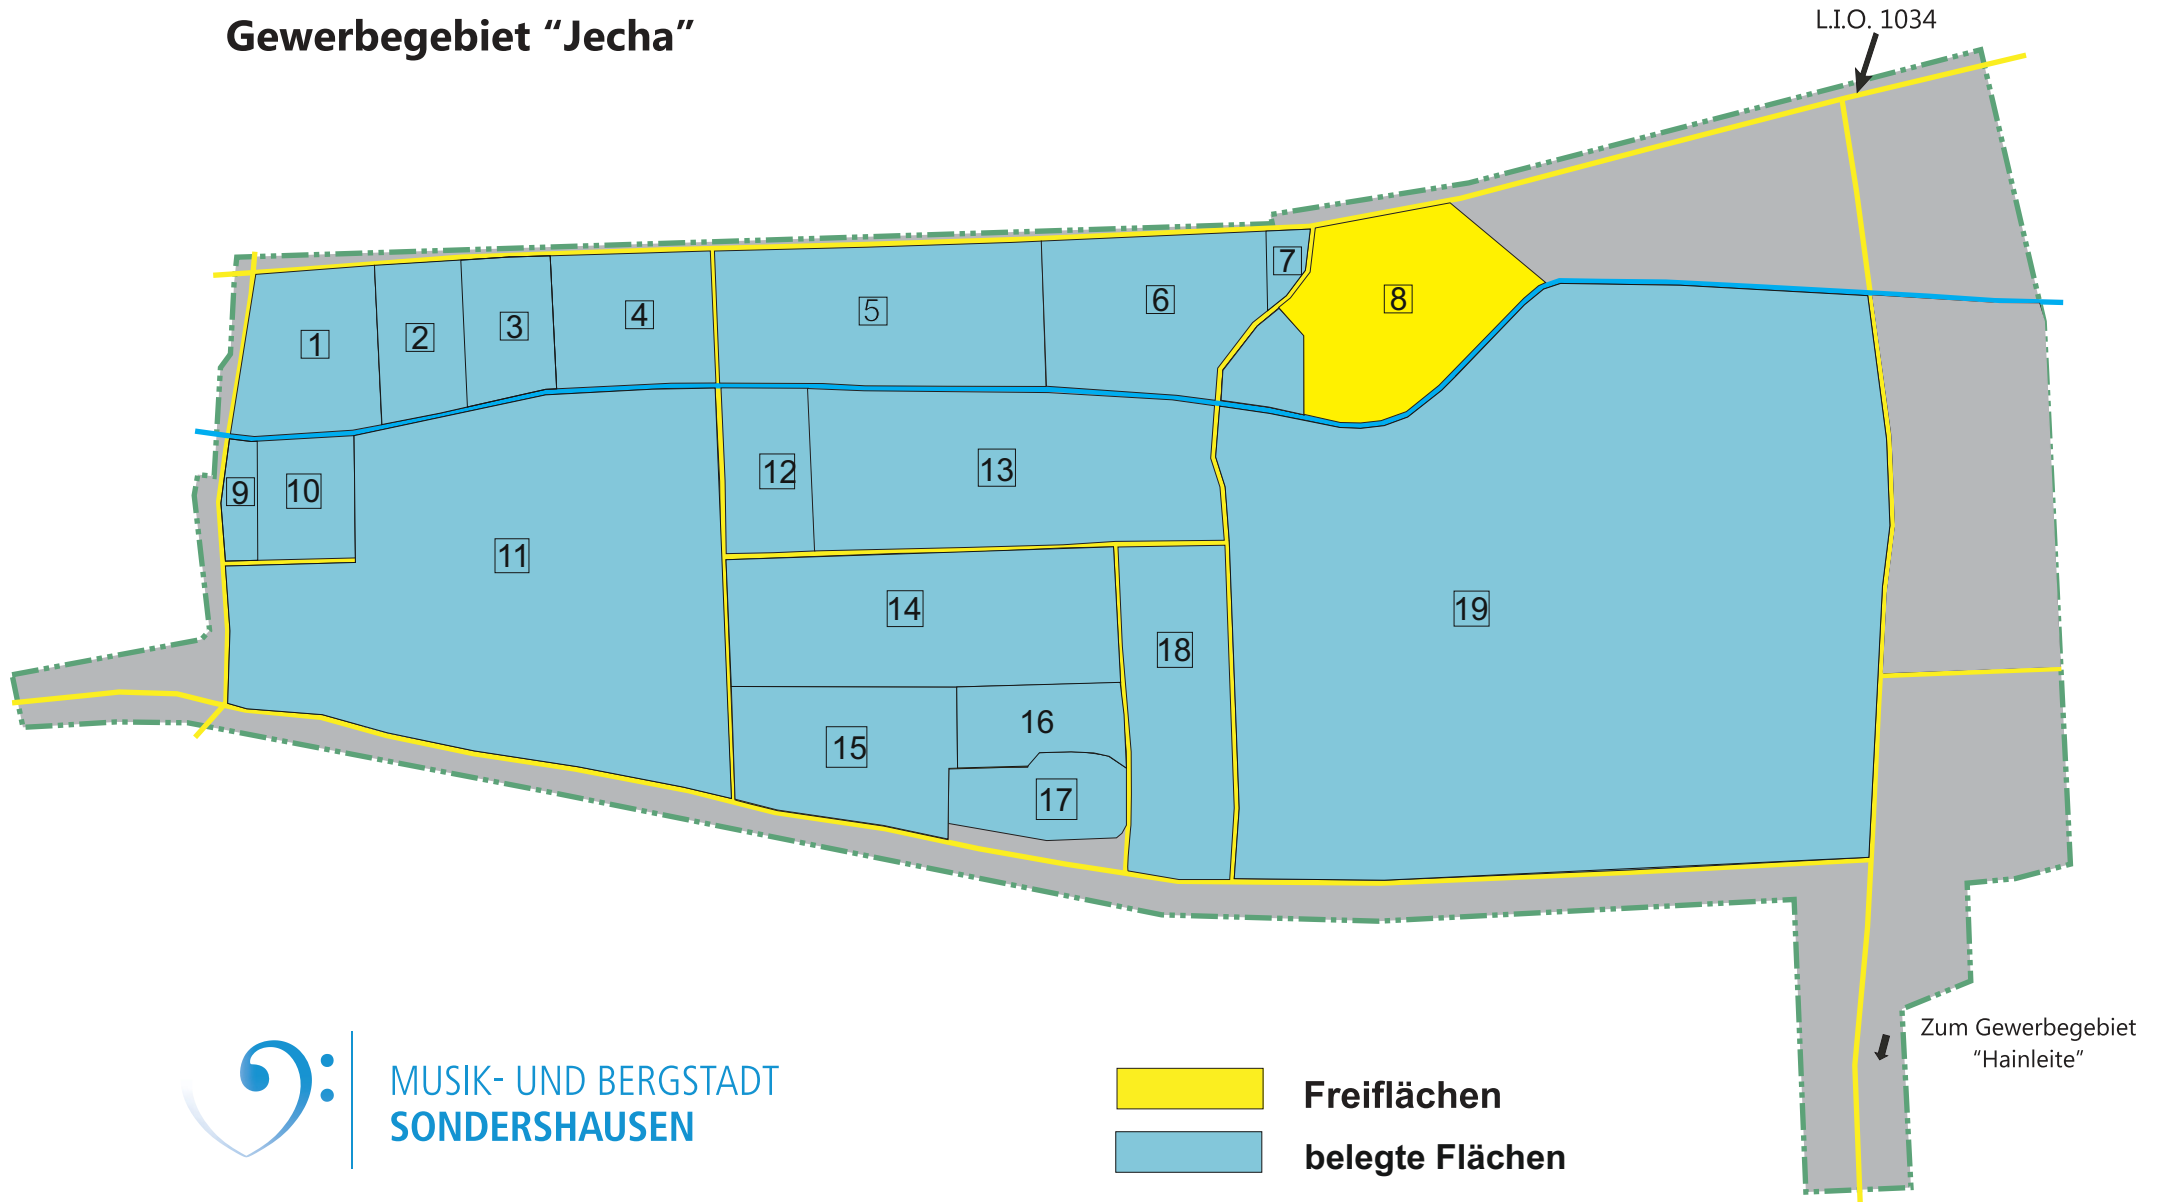 Gewerbegebiet “Jecha”
L.I.O. 1034
1
2
3
4
5
6
7
8
9
10
11
12
13
14
15
16
17
18
19
Zum Gewerbegebiet
“Hainleite”
MUSIK- UND BERGSTADT
SONDERSHAUSEN
Freiflächen
belegte Flächen